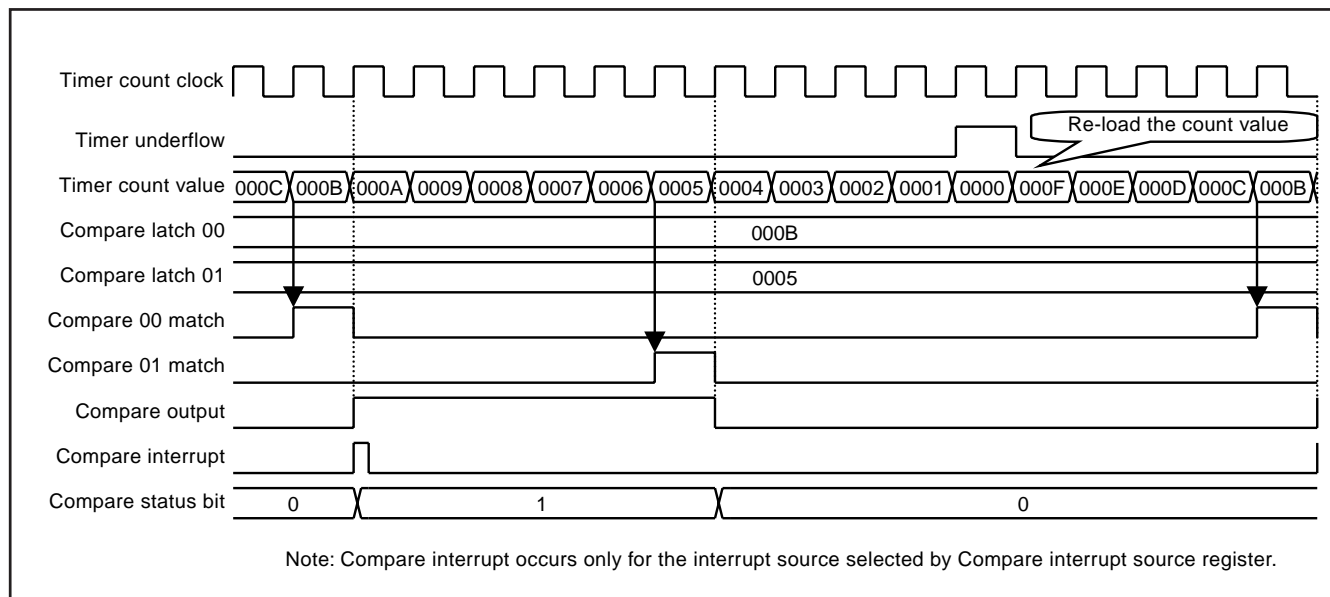 Timer count clock
Timer underflow
Re-load the count value
Timer count value 000C 000B 000A 0009 0008 0007 0006 0005 0004 0003 0002 0001 0000 000F 000E 000D 000C 000B
Compare latch 00 000B
Compare latch 01 0005
Compare 00 match
Compare 01 match
Compare output
Compare interrupt
Compare status bit 0 1 0
Note: Compare interrupt occurs only for the interrupt source selected by Compare interrupt source register.